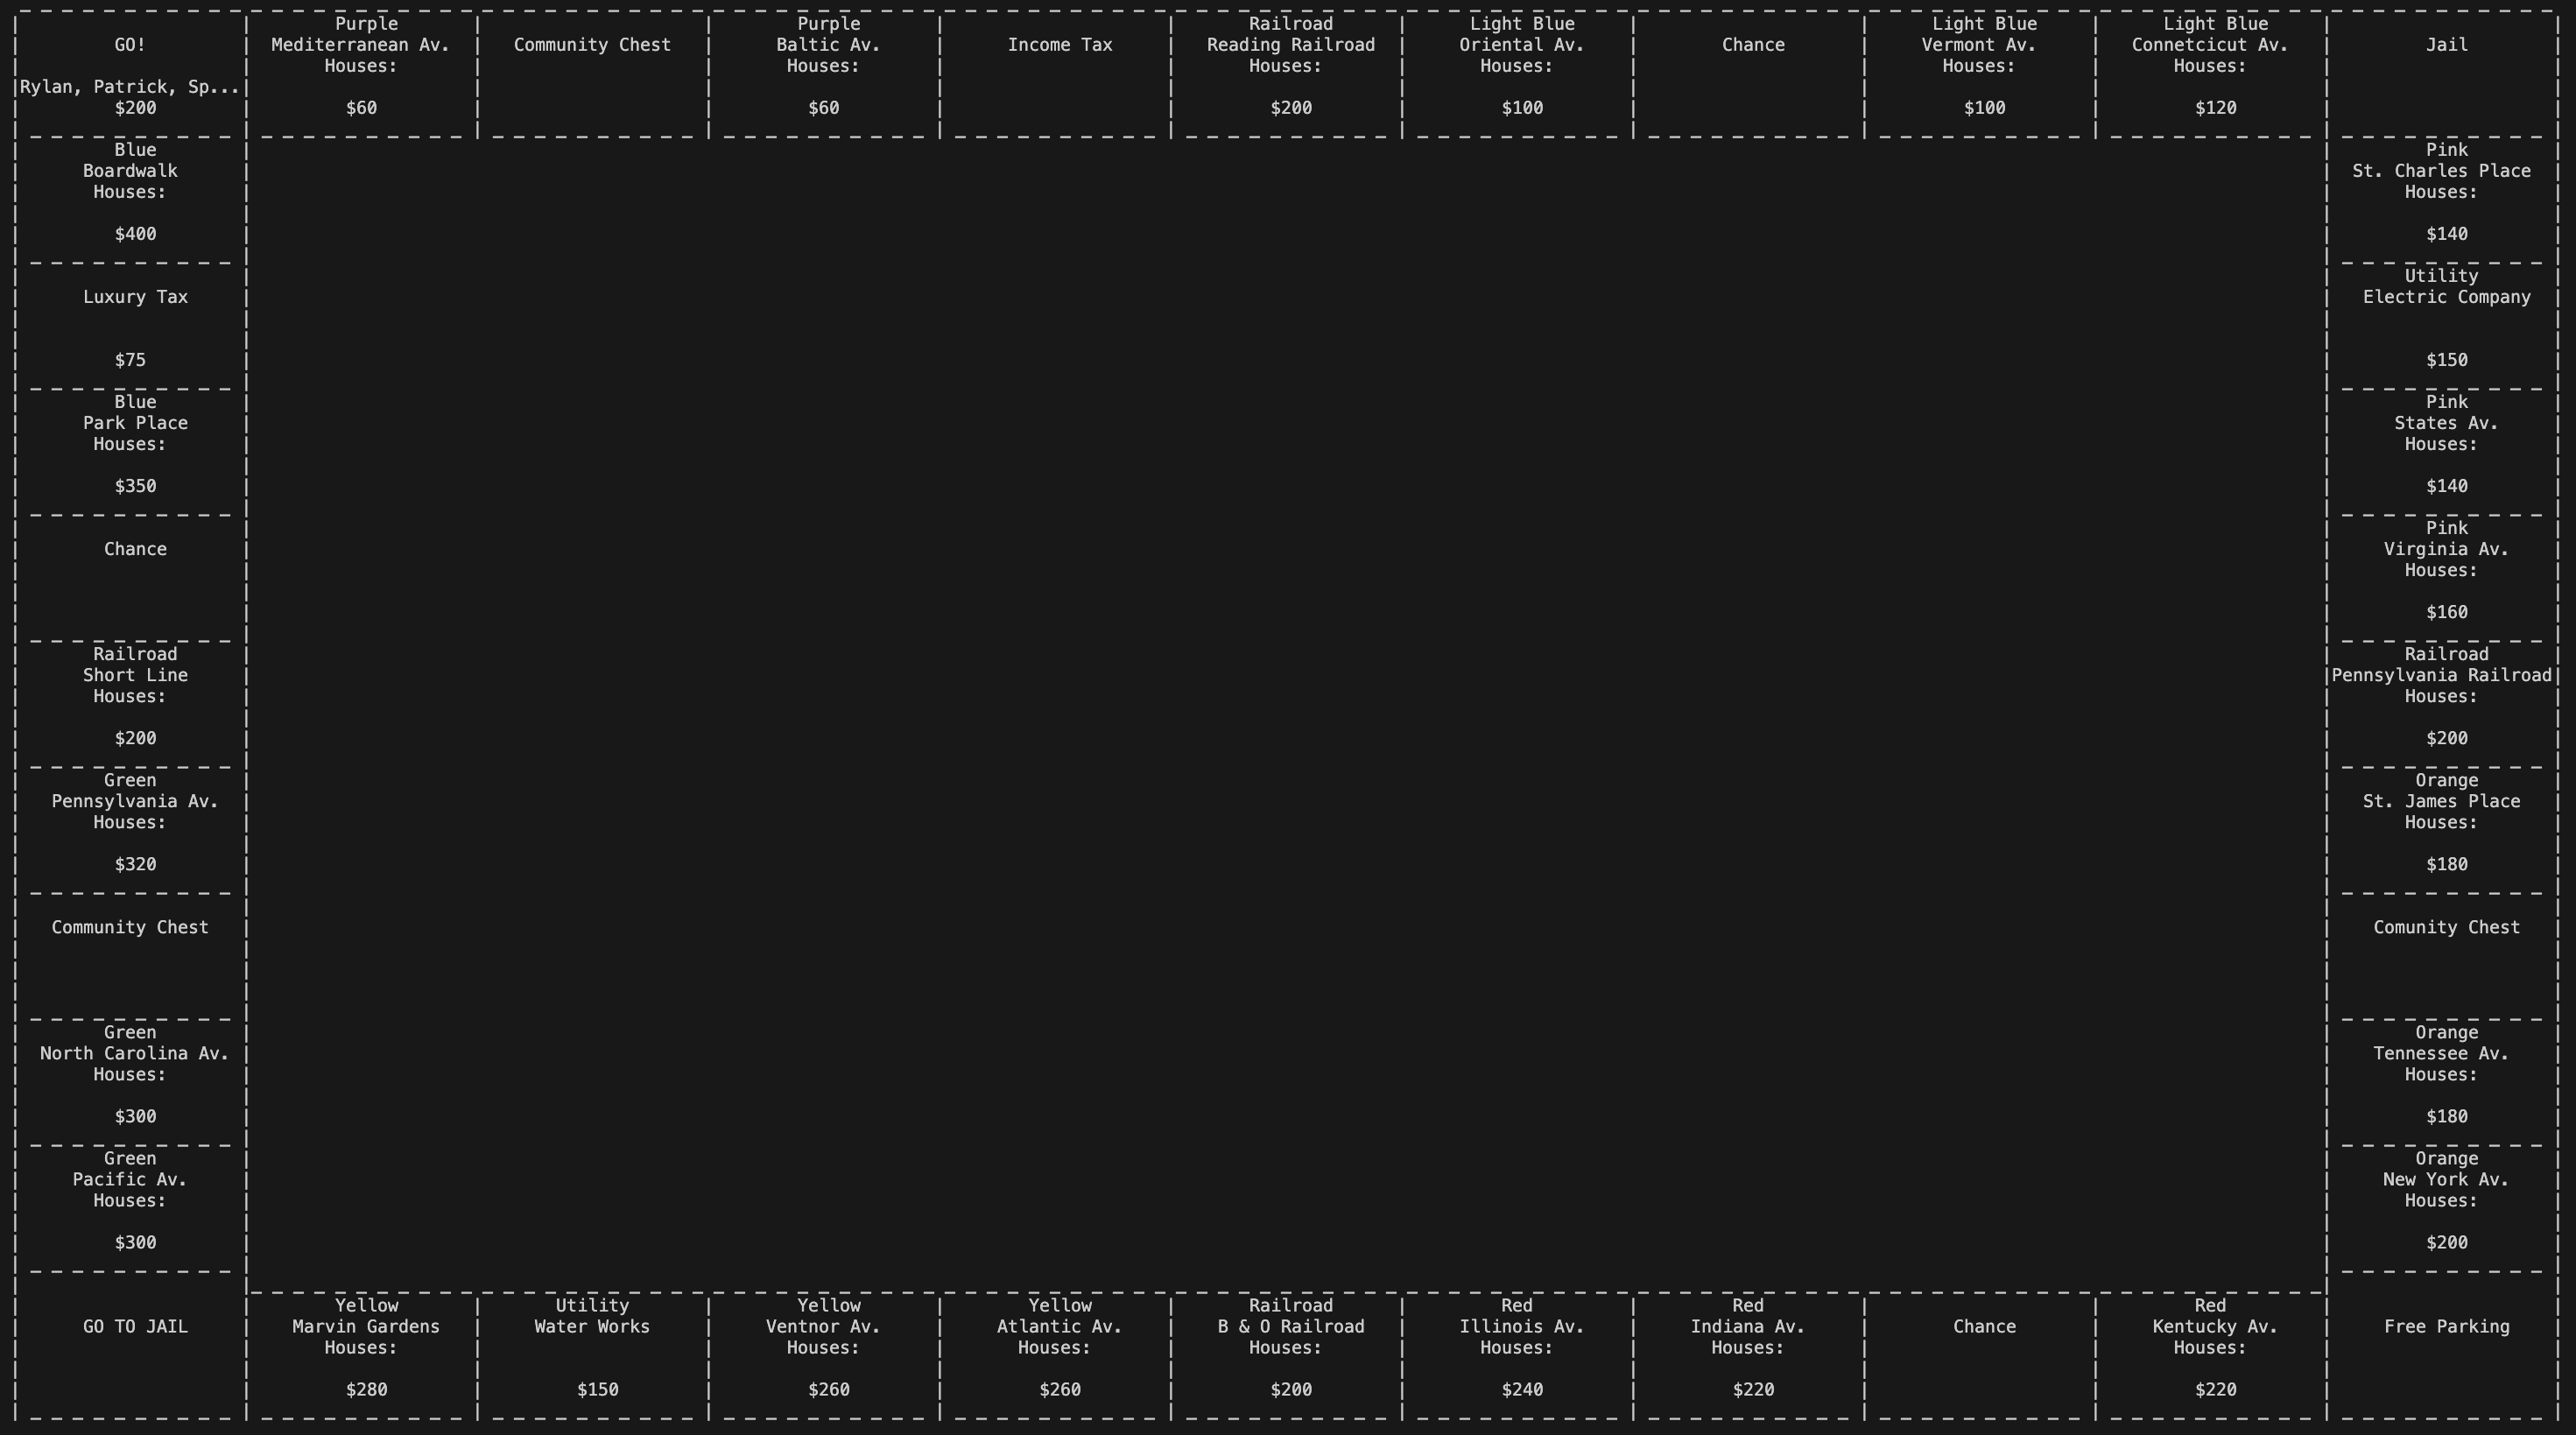 GO!
Rylan, Patrick, Sp...
$200
Purple
Mediterranean Av.
Houses:
$60
Community Chest
Purple
Baltic Av.
Houses:
$60
Income Tax
Railroad
Reading Railroad
Houses:
$200
Light Blue
Oriental Av.
Houses:
$100
Chance
Light Blue
Vermont Av.
Houses:
$100
Light Blue
Connetcicut Av.
Houses:
$120
Jail
Blue
Boardwalk
Houses:
$400
Pink
St. Charles Place
Houses:
$140
Luxury Tax
$75
Utility
Electric Company
$150
Blue
Park Place
Houses:
$350
Pink
States Av.
Houses:
$140
Chance
Pink
Virginia Av.
Houses:
$160
Railroad
Short Line
Houses:
$200
Railroad
Pennsylvania Railroad
Houses:
$200
Green
Pennsylvania Av.
Houses:
$320
Orange
St. James Place
Houses:
$180
Community Chest
Comunity Chest
Green
North Carolina Av.
Houses:
$300
Orange
Tennessee Av.
Houses:
$180
Green
Pacific Av.
Houses:
$300
Orange
New York Av.
Houses:
$200
GO TO JAIL
Yellow
Marvin Gardens
Houses:
$280
Utility
Water Works
$150
Yellow
Ventnor Av.
Houses:
$260
Yellow
Atlantic Av.
Houses:
$260
Railroad
B & O Railroad
Houses:
$200
Red
Illinois Av.
Houses:
$240
Red
Indiana Av.
Houses:
$220
Chance
Red
Kentucky Av.
Houses:
$220
Free Parking